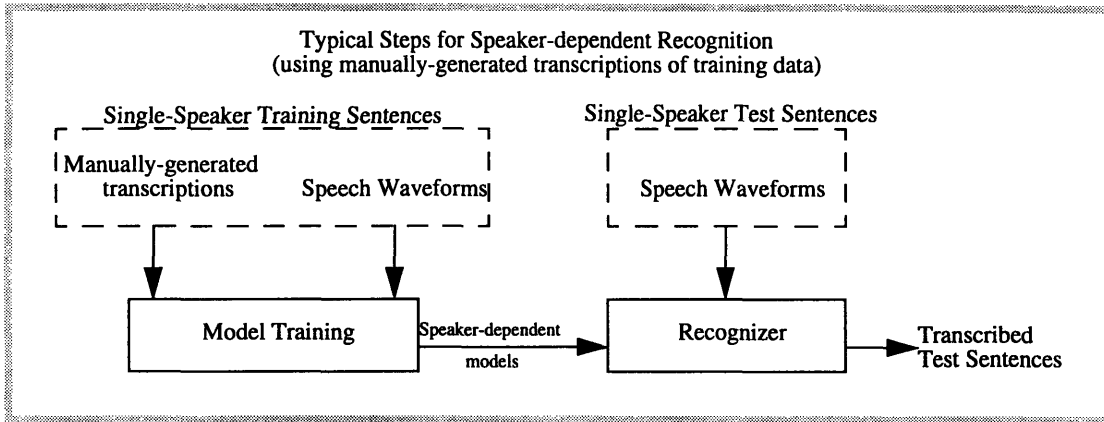 Typical Steps for Speaker-dependent Recognition
(using manually-generated transcriptions of training data)
Single-Speaker Training Sentences
Single-Speaker Test Sentences
Manually-generated
transcriptions
Speech Waveforms
Speech Waveforms
Model Training
Speaker-dependent
models
Recognizer
Transcribed
Test Sentences